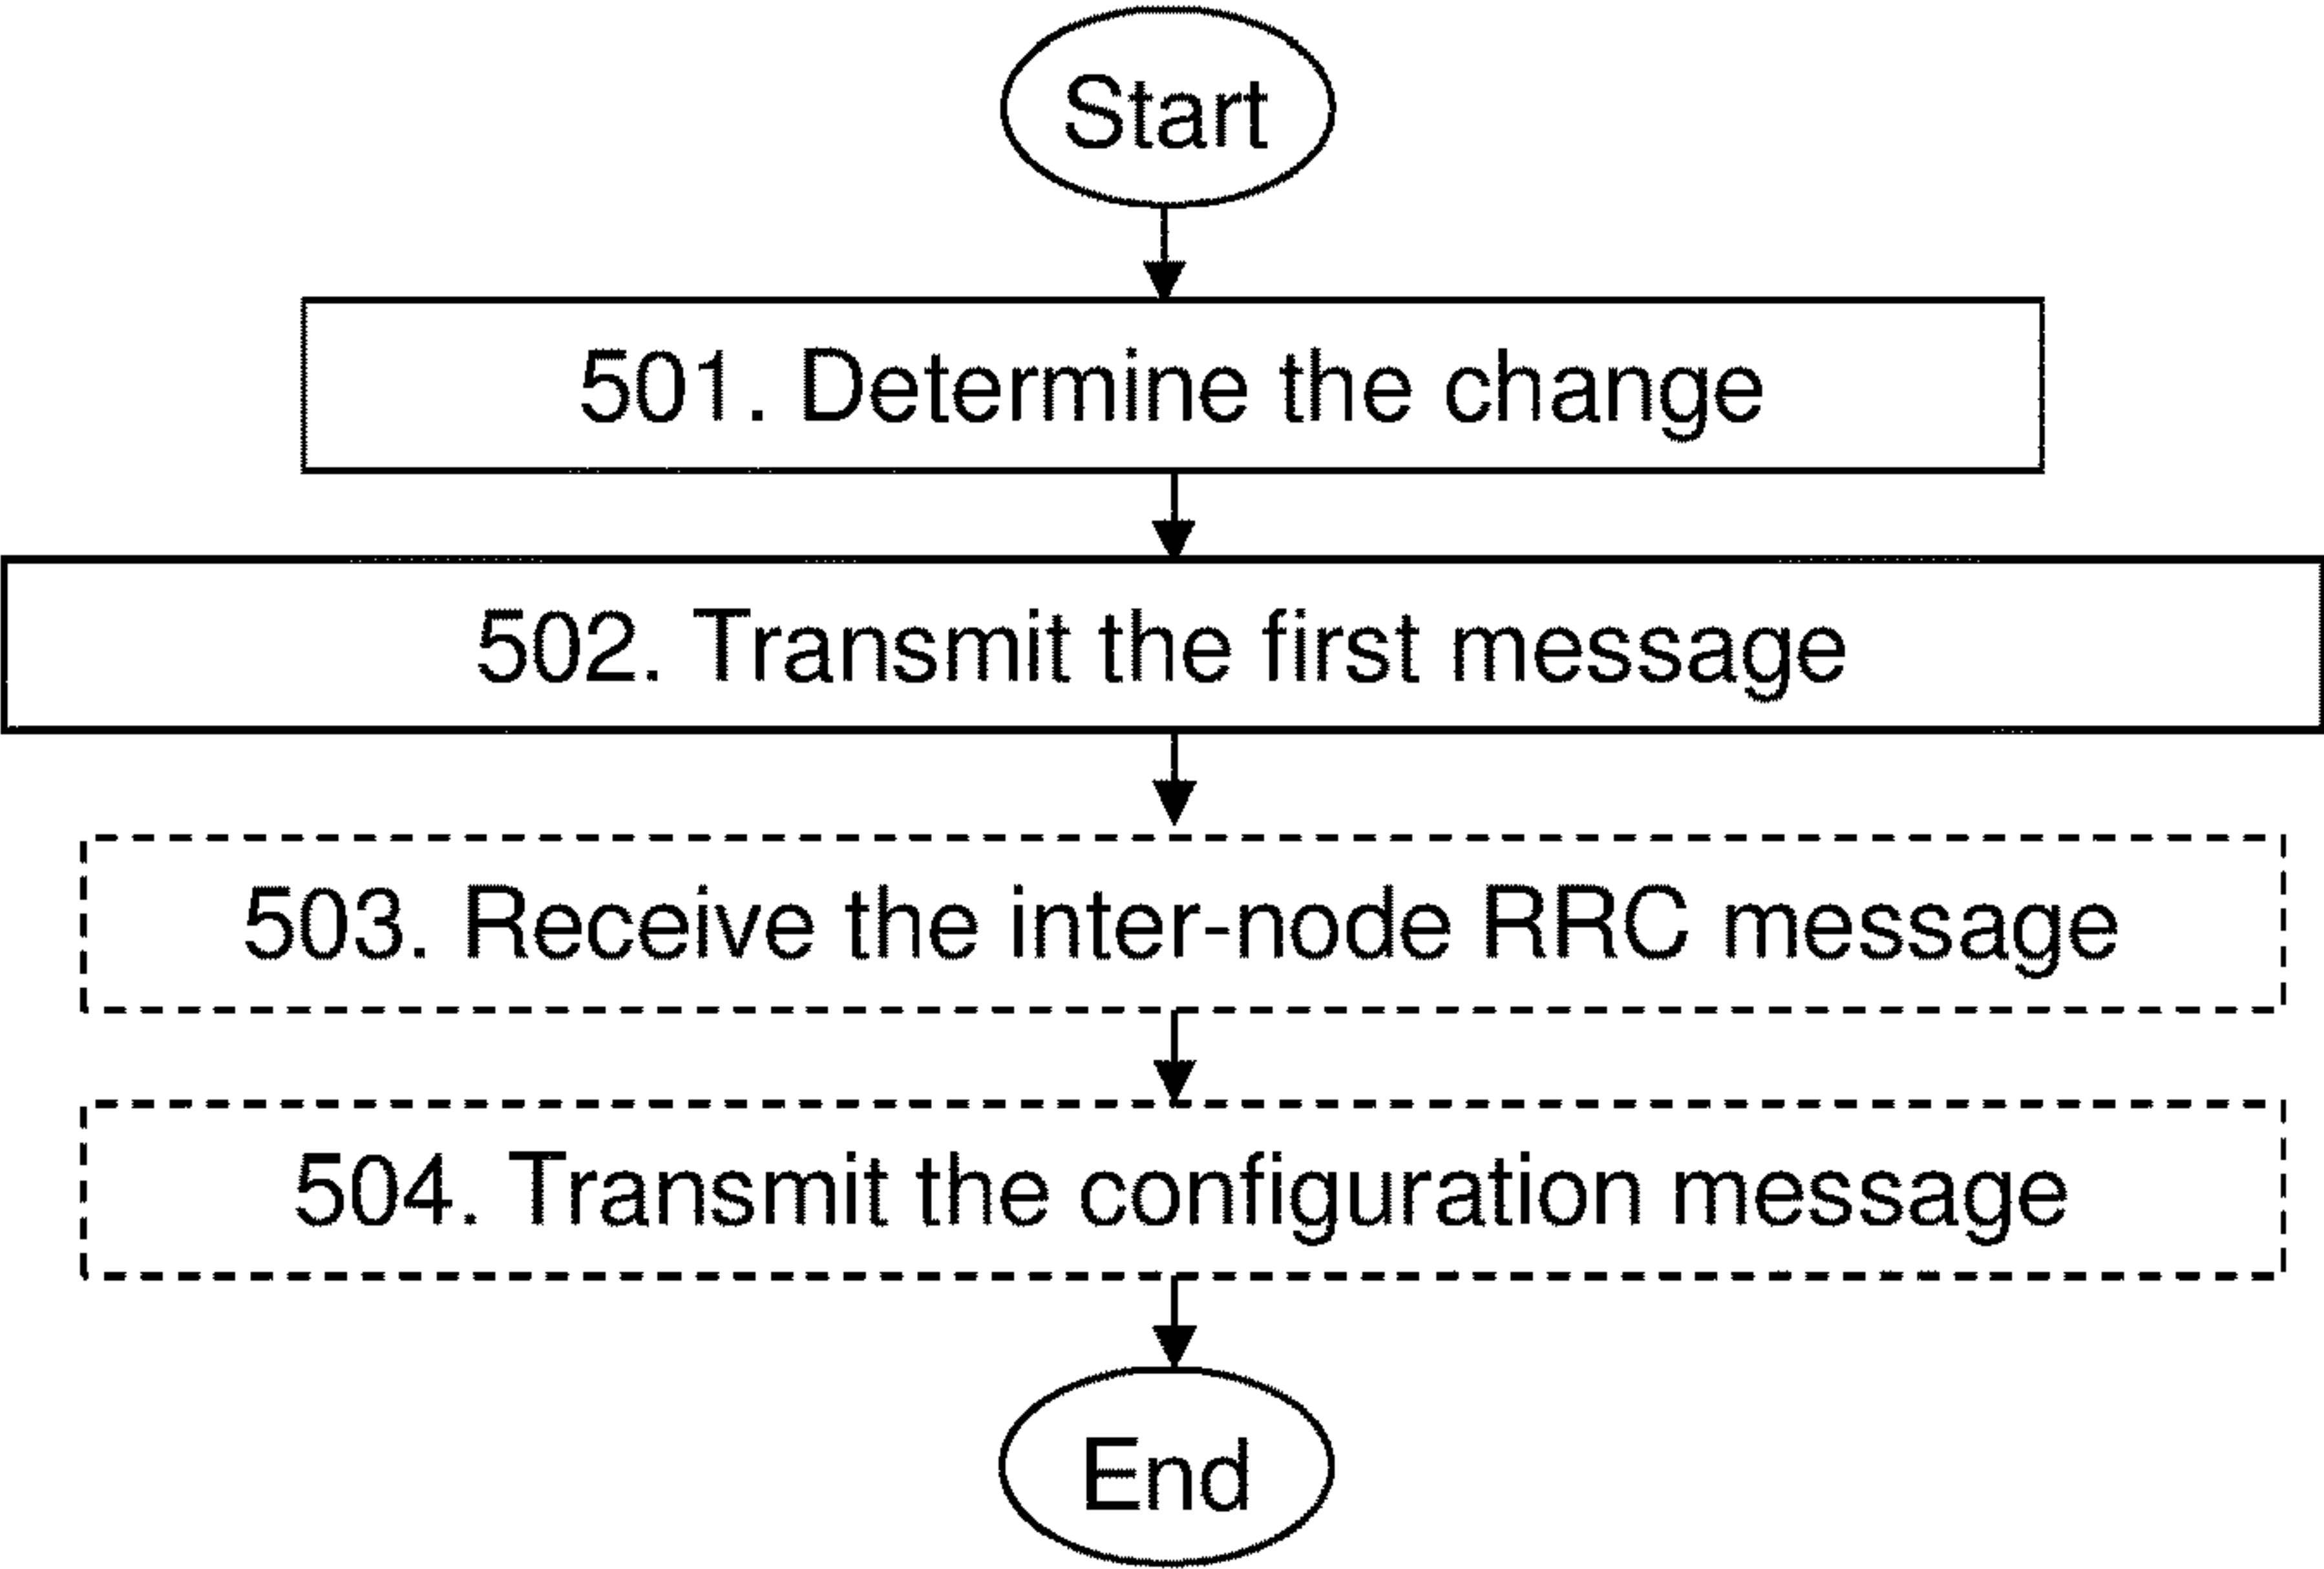 Start
501. Determine the change
502. Transmit the first message
503. Receive the inter-node RRC message
504. Transmit the configuration message
End